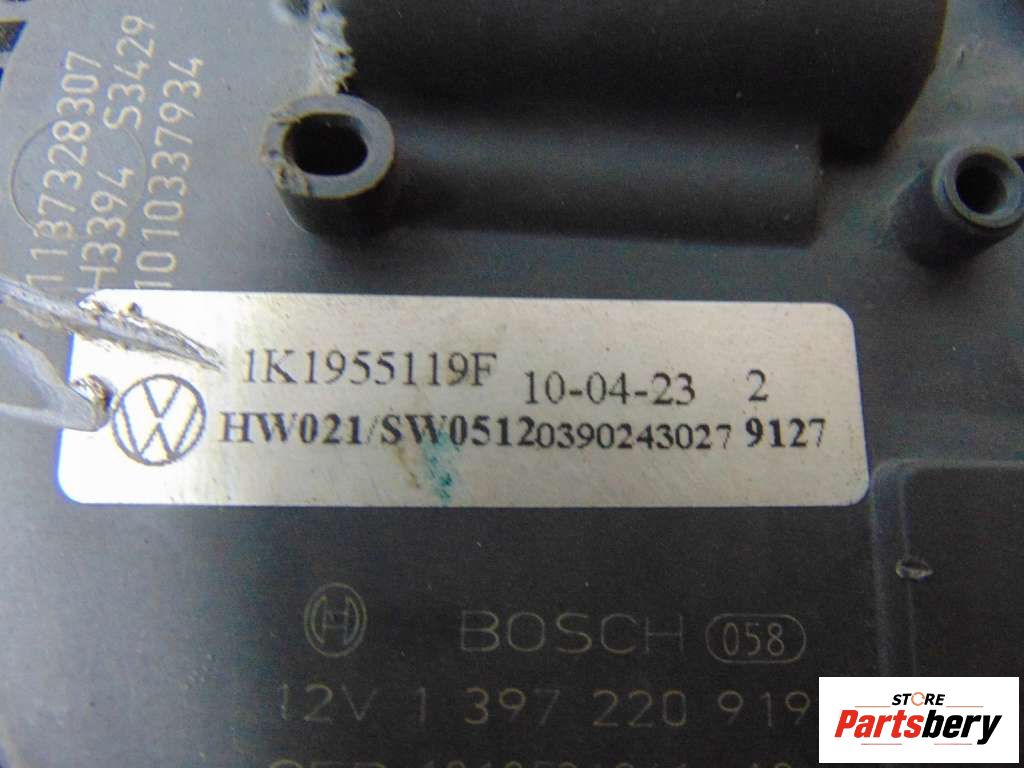 1187328307
H3394 S3429
1010337934
1K1955119F 10-04-23 2
HW021/SW0512 0390243027 9127
BOSCH 058
12V 1 397 220 919
STORE
Partsbery